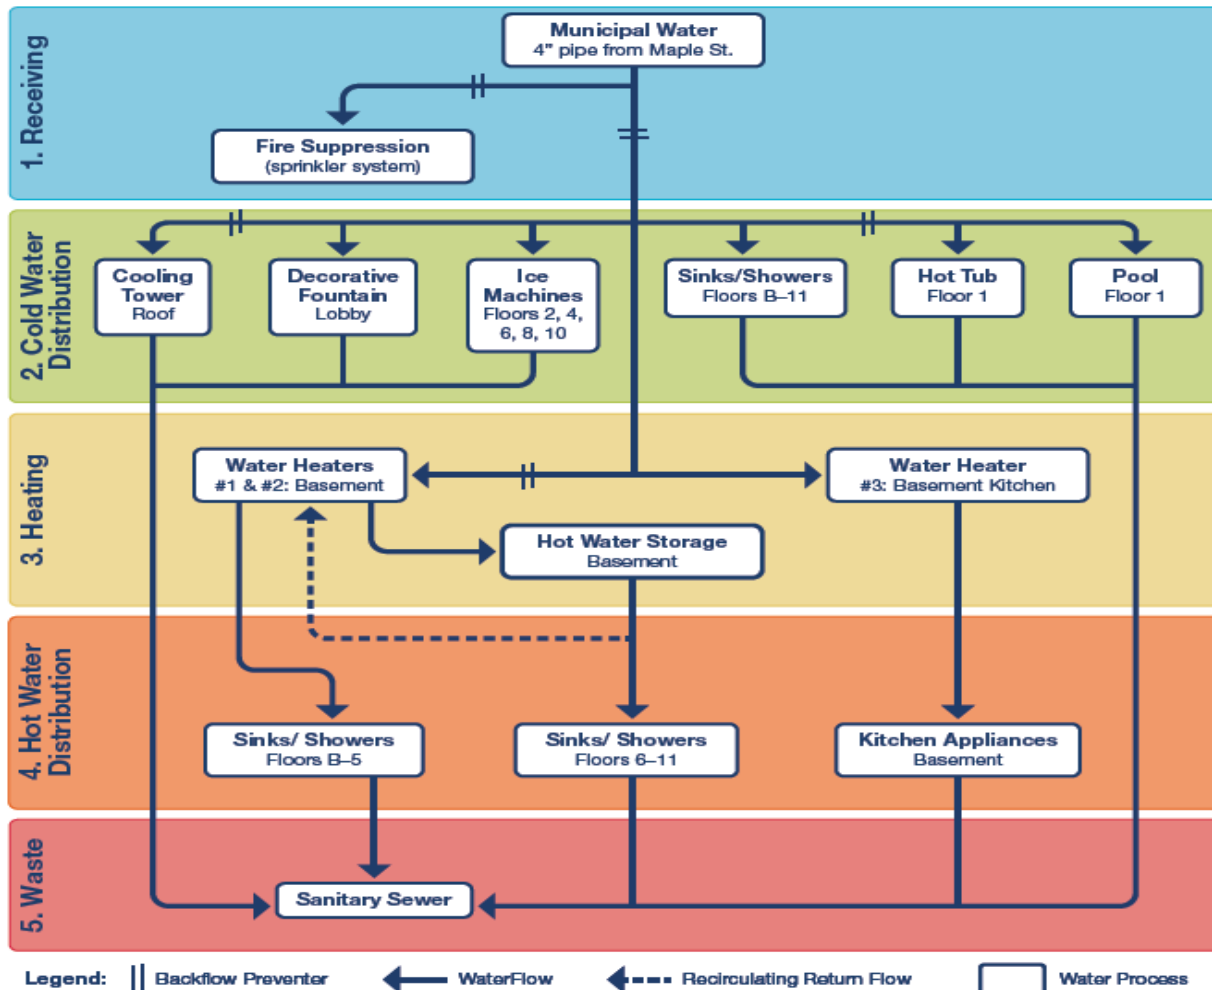 1. Receiving
Municipal Water
4" pipe from Maple St.
Fire Suppression
(sprinkler system)
2. Cold Water
Distribution
Cooling
Tower
Roof
Decorative
Fountain
Lobby
Ice
Machines
Floors 2, 4,
6, 8, 10
Sinks/Showers
Floors B–11
Hot Tub
Floor 1
Pool
Floor 1
3. Heating
Water Heaters
#1 & #2: Basement
Water Heater
#3: Basement Kitchen
Hot Water Storage
Basement
4. Hot Water
Distribution
Sinks/ Showers
Floors B–5
Sinks/ Showers
Floors 6–11
Kitchen Appliances
Basement
5. Waste
Sanitary Sewer
Legend:
Backflow Preventer
WaterFlow
Recirculating Return Flow
Water Process